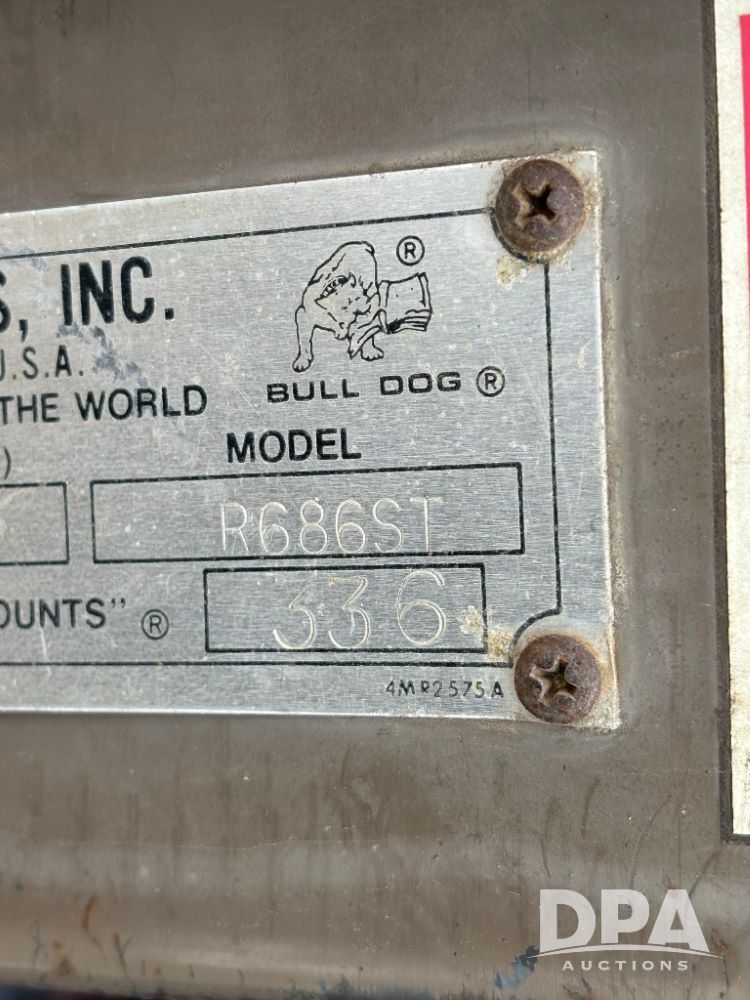 S, INC.
®
U.S.A.
BULL DOG ®
THE WORLD
)
MODEL
R686ST
OUNTS" ®
336
4MR2575A
DPA
AUCTIONS